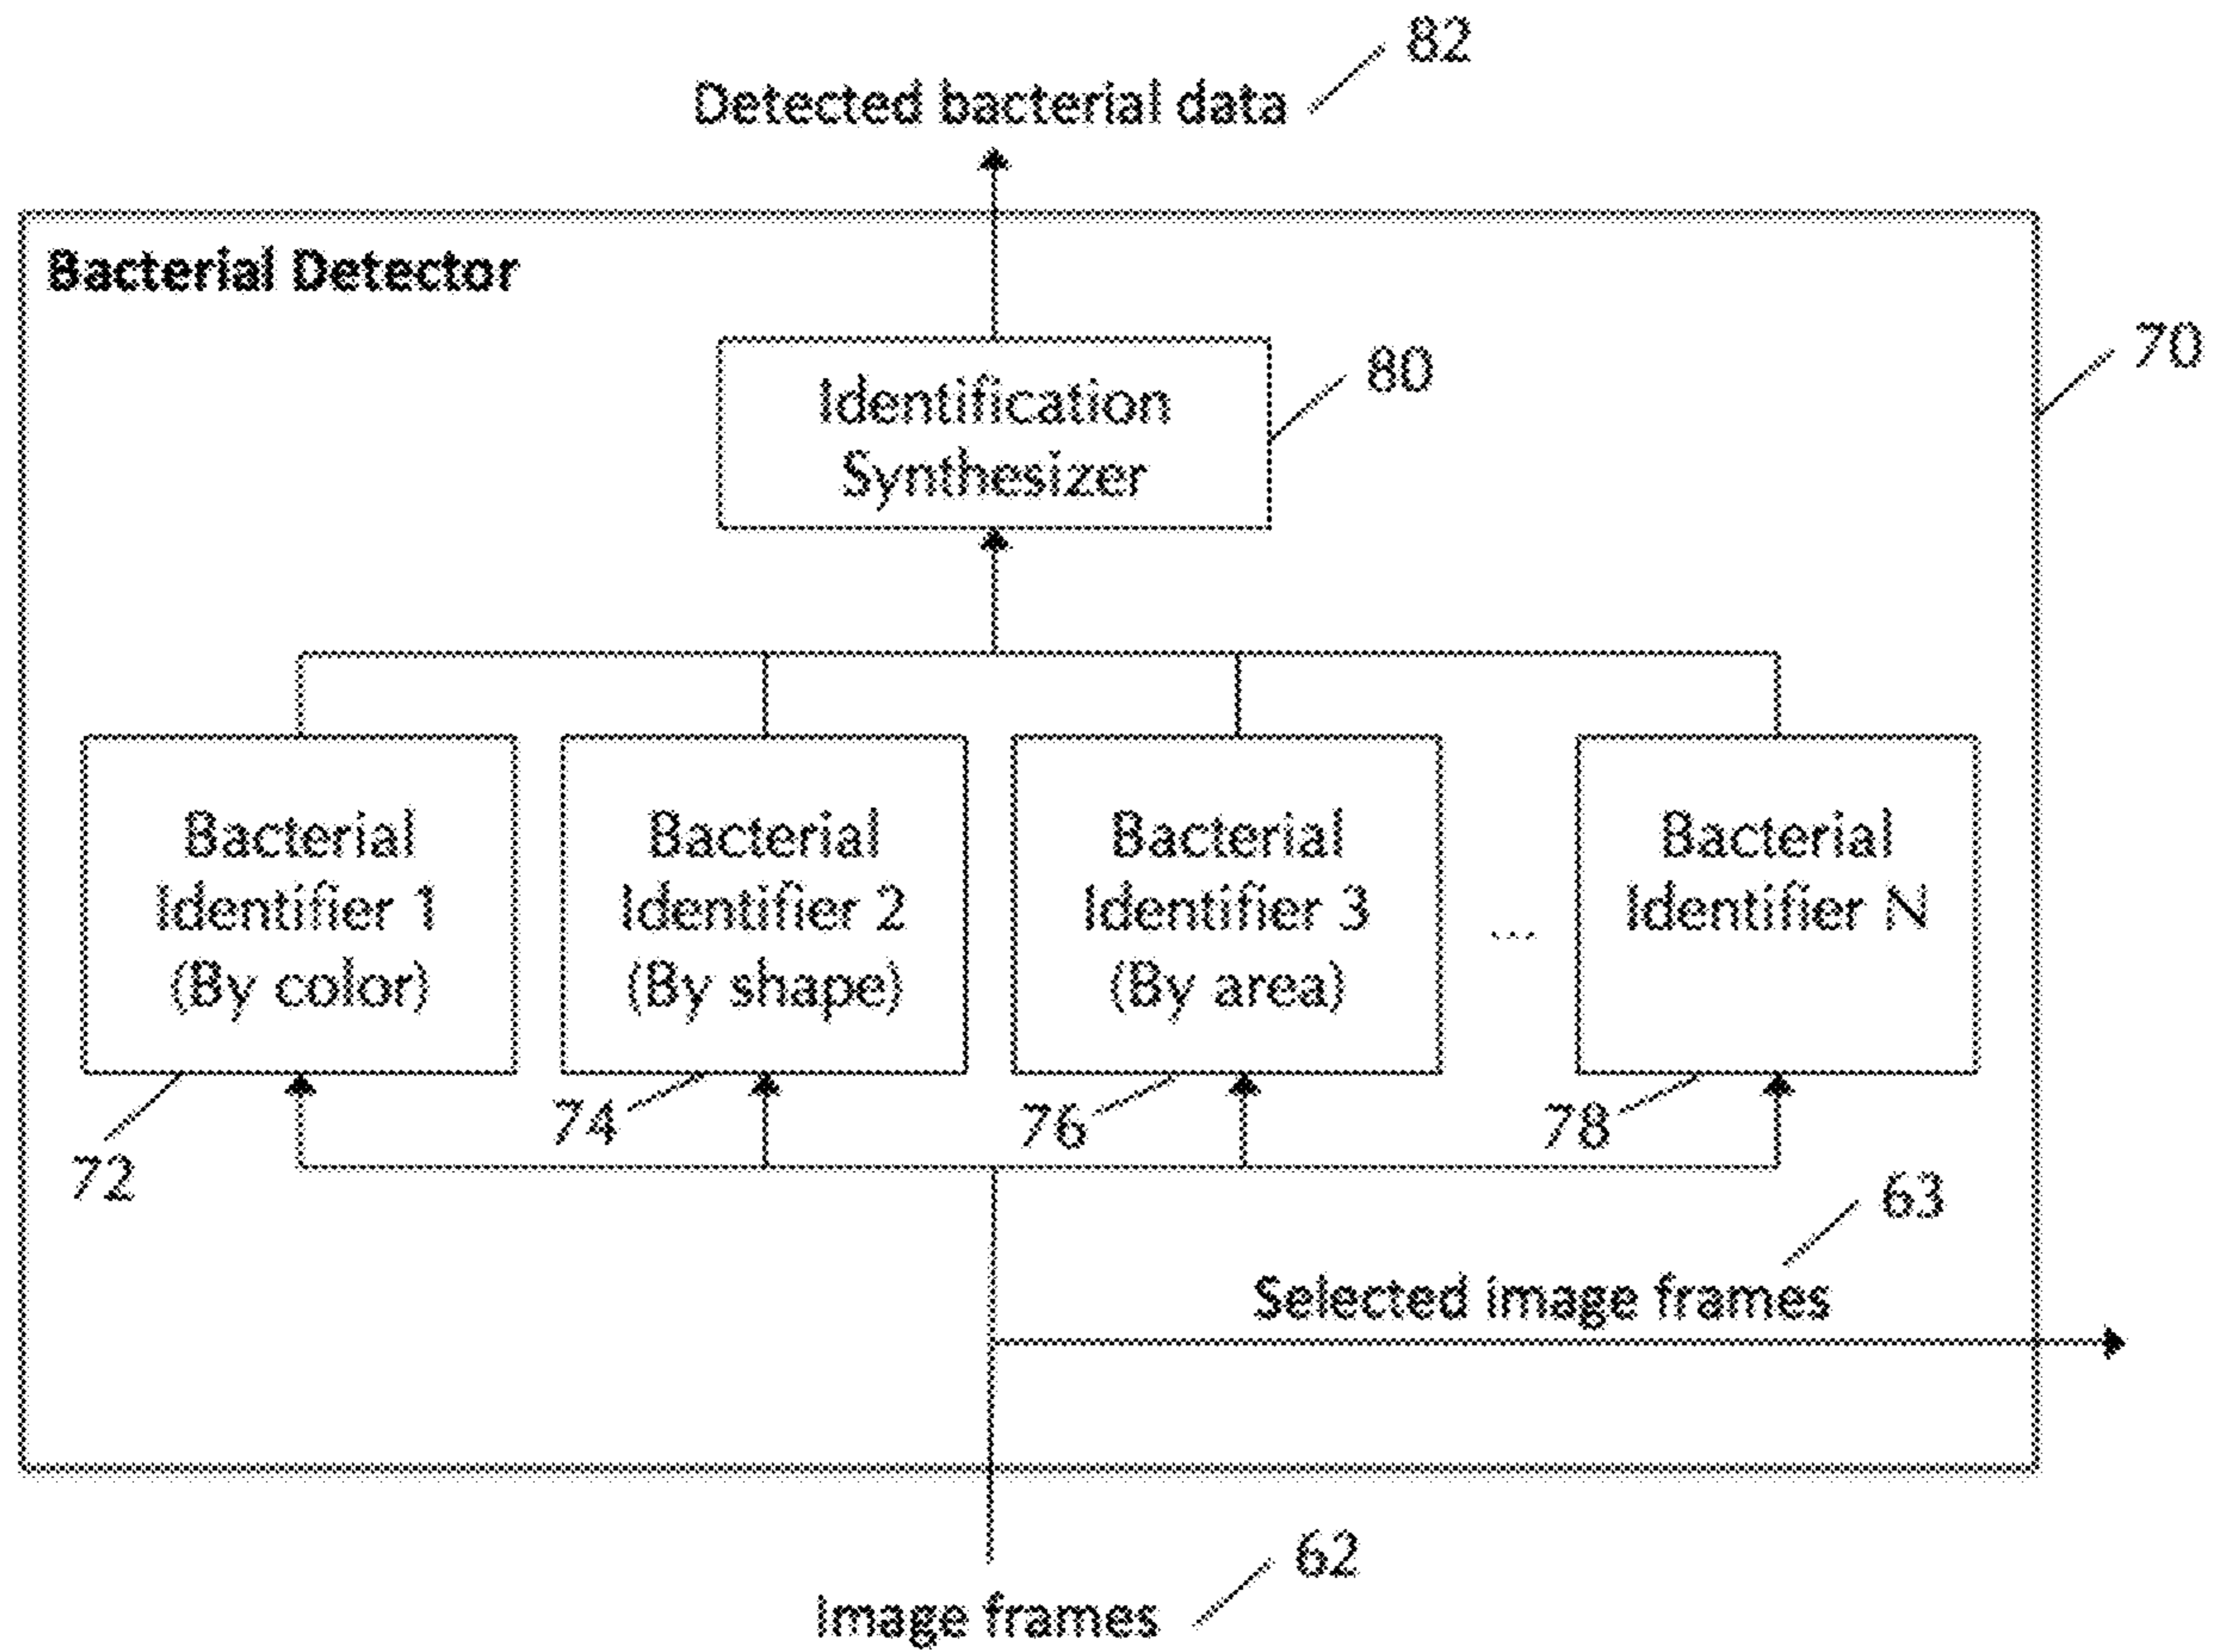 82
Detected bacterial data
Bacterial Detector
70
80
Identification
Synthesizer
Bacterial
Identifier 1
(By color)
Bacterial
Identifier 2
(By shape)
Bacterial
Identifier 3
(By area)
...
Bacterial
Identifier N
72
74
76
78
63
Selected image frames
62
Image frames